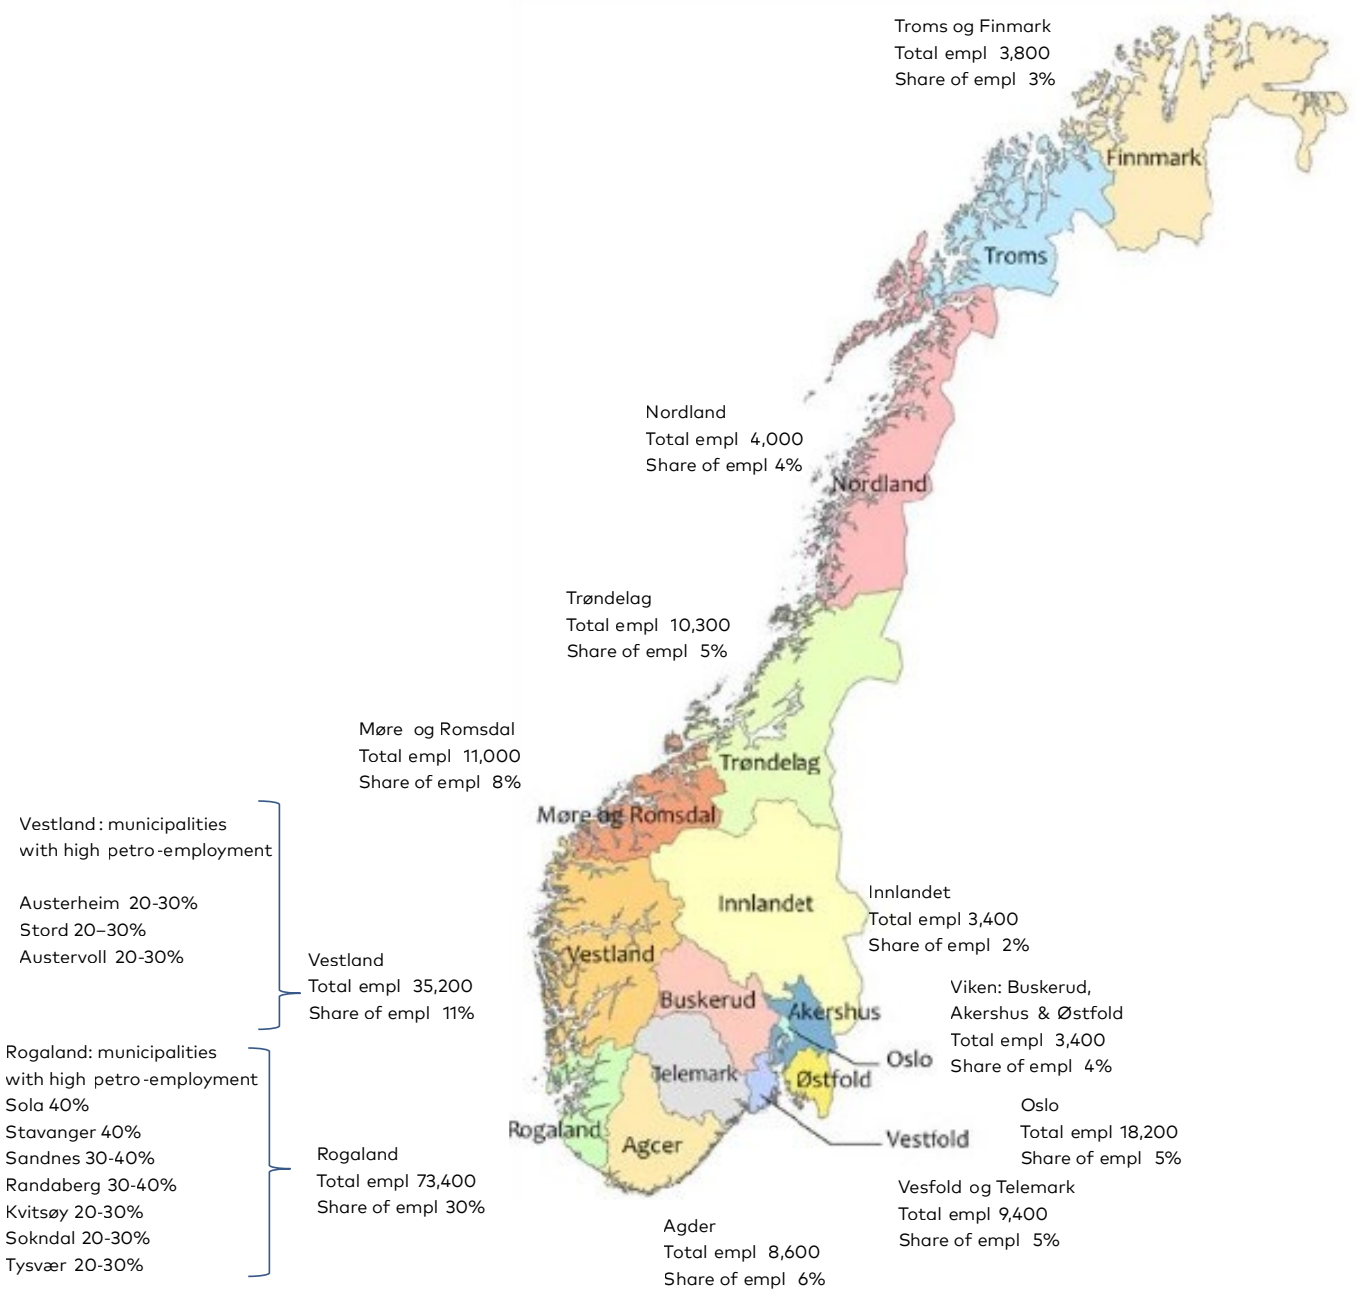 Troms og Finmark
Total empl 3,800
Share of empl 3%
Finnmark
Troms
Nordland
Total empl 4,000
Share of empl 4%
Nordland
Trøndelag
Total empl 10,300
Share of empl 5%
Møre og Romsdal
Total empl 11,000
Share of empl 8%
Trøndelag
Møre og Romsdal
Vestland: municipalities
with high petro-employment
Austerheim 20-30%
Stord 20–30%
Austervoll 20-30%
Vestland
Total empl 35,200
Share of empl 11%
Innlandet
Innlandet
Total empl 3,400
Share of empl 2%
Vestland
Buskerud
Akershus
Viken: Buskerud,
Akershus & Østfold
Total empl 3,400
Share of empl 4%
Oslo
Telemark
Østfold
Rogaland: municipalities
with high petro-employment
Sola 40%
Stavanger 40%
Sandnes 30-40%
Randaberg 30-40%
Kvitsøy 20-30%
Sokndal 20-30%
Tysvær 20-30%
Rogaland
Total empl 73,400
Share of empl 30%
Rogaland
Agcer
Vestfold
Oslo
Total empl 18,200
Share of empl 5%
Vesfold og Telemark
Total empl 9,400
Share of empl 5%
Agder
Total empl 8,600
Share of empl 6%